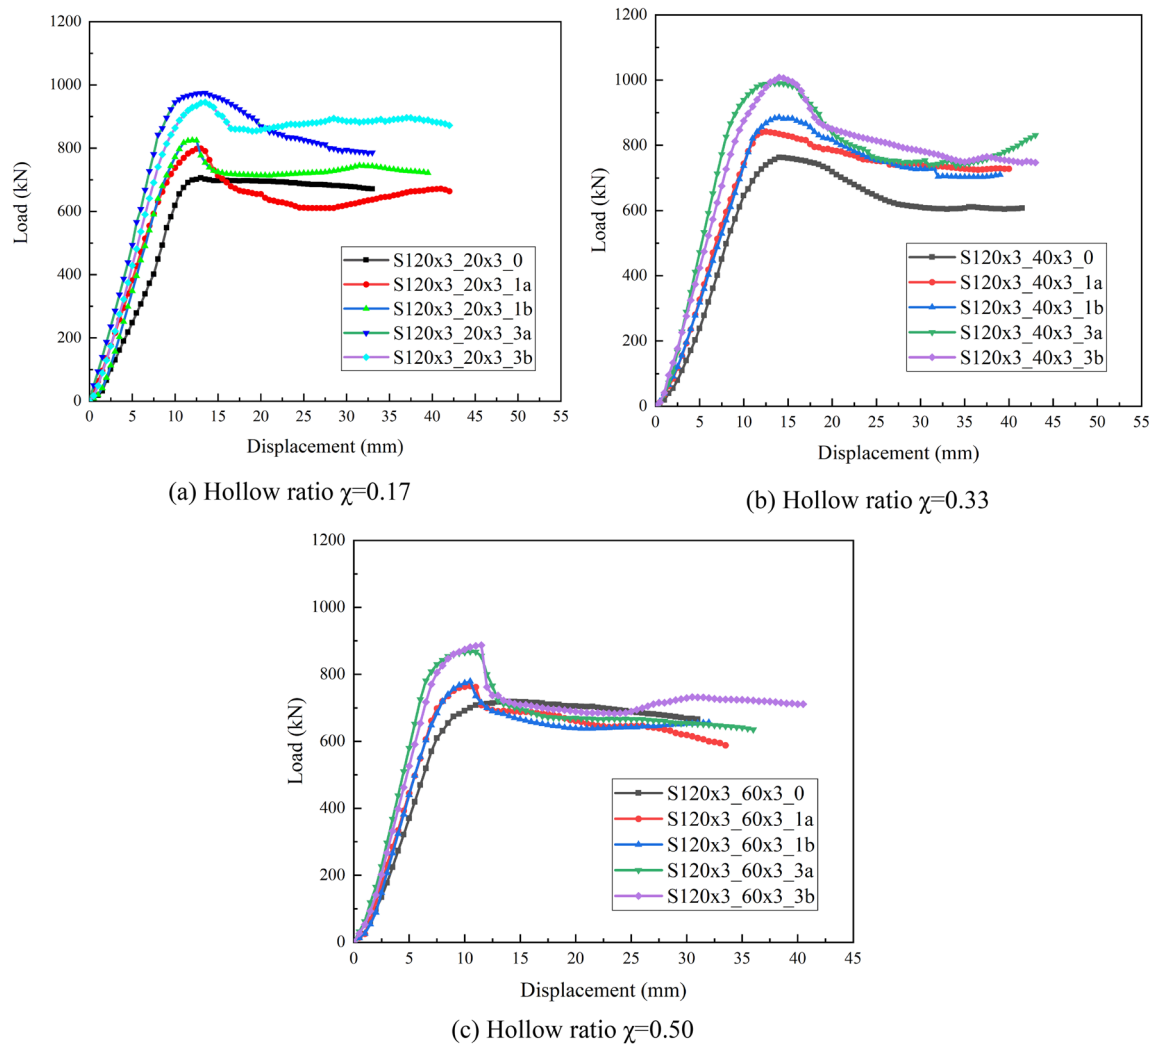 1200
1000
800
600
400
200
0
Load (kN)
S120x3_20x3_0
S120x3_20x3_1a
S120x3_20x3_1b
S120x3_20x3_3a
S120x3_20x3_3b
0 5 10 15 20 25 30 35 40 45 50 55
Displacement (mm)
(a) Hollow ratio χ=0.17
1200
1000
800
600
400
200
0
Load (kN)
S120x3_40x3_0
S120x3_40x3_1a
S120x3_40x3_1b
S120x3_40x3_3a
S120x3_40x3_3b
0 5 10 15 20 25 30 35 40 45 50 55
Displacement (mm)
(b) Hollow ratio χ=0.33
1200
1000
800
600
400
200
0
Load (kN)
S120x3_60x3_0
S120x3_60x3_1a
S120x3_60x3_1b
S120x3_60x3_3a
S120x3_60x3_3b
0 5 10 15 20 25 30 35 40 45
Displacement (mm)
(c) Hollow ratio χ=0.50